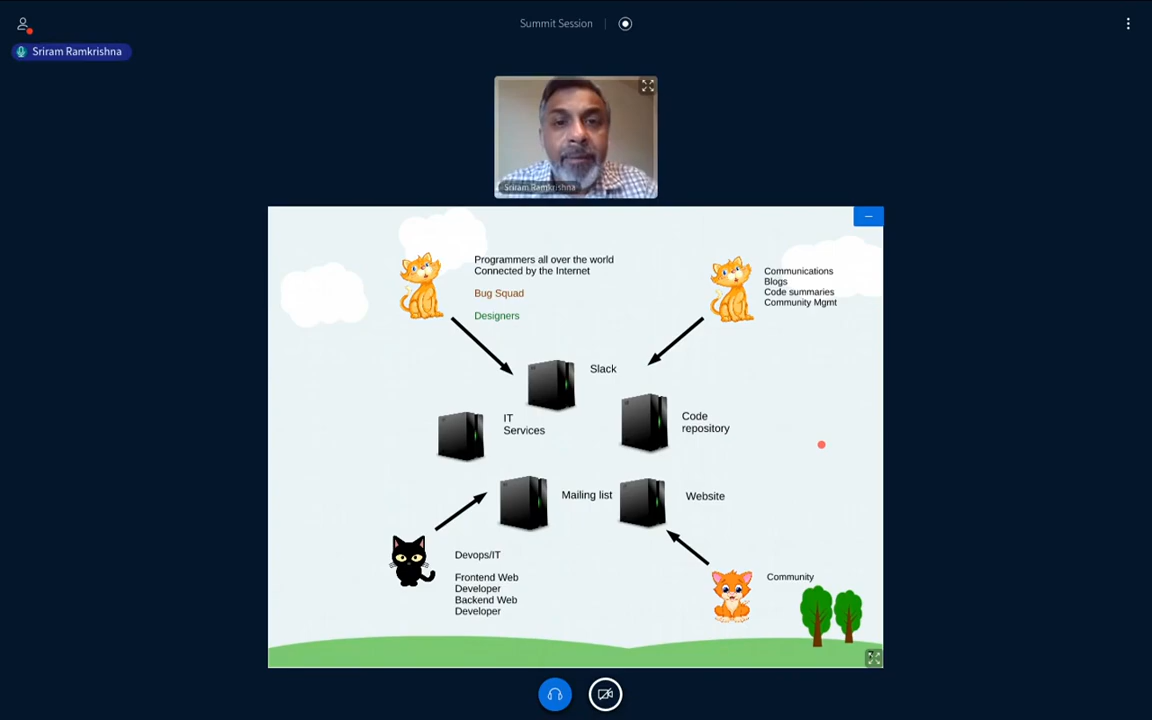 Summit Session
Sriram Ramkrishna
Sriram Ramkrishna
Programmers all over the world
Connected by the Internet
Bug Squad
Designers
Communications
Blogs
Code summaries
Community Mgmt
Slack
IT
Services
Code
repository
Mailing list
Website
Devops/IT
Frontend Web
Developer
Backend Web
Developer
Community